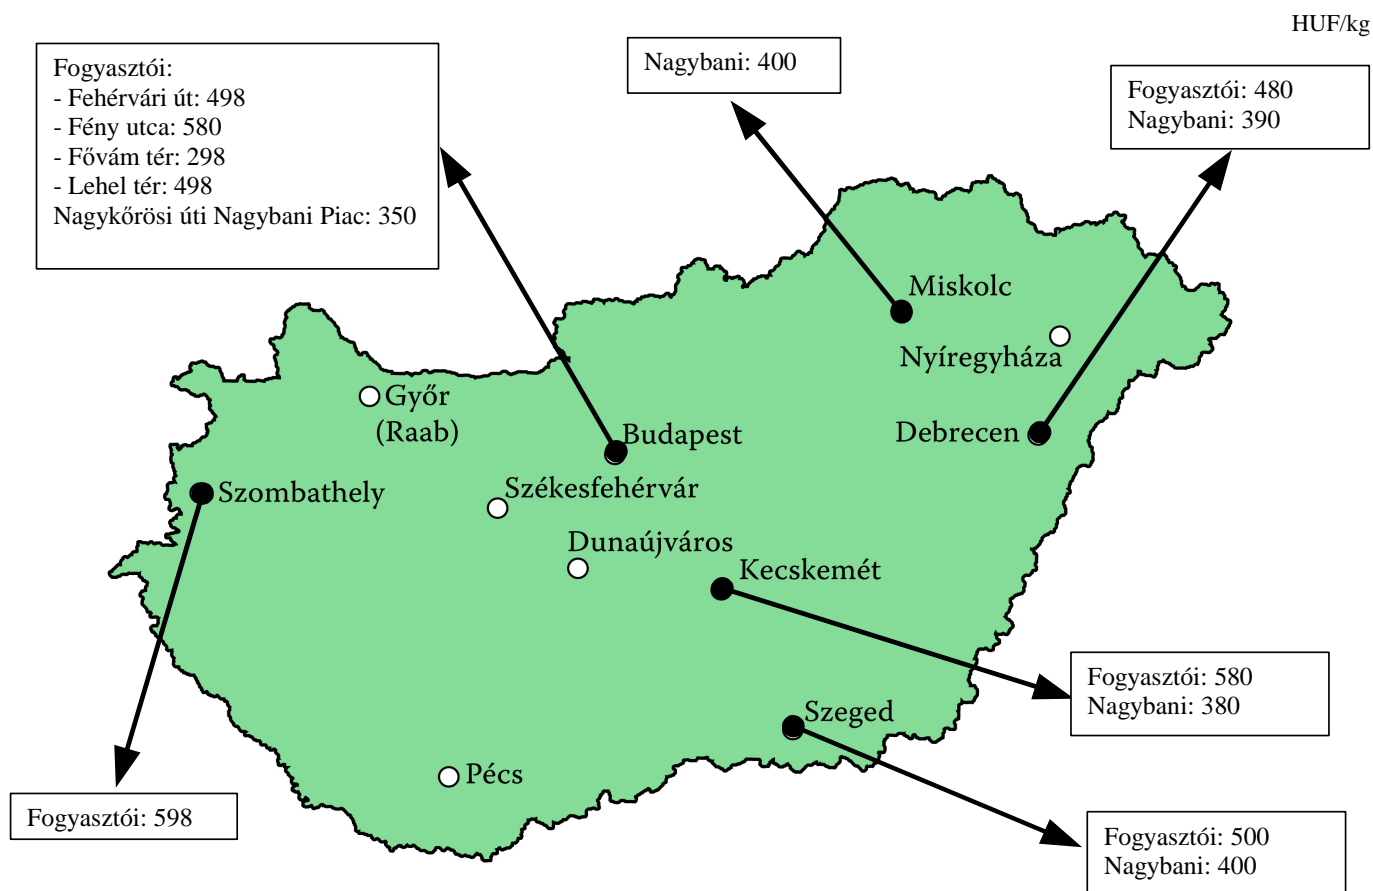 HUF/kg
Fogyasztói:
- Fehérvári út: 498
- Fény utca: 580
- Fővám tér: 298
- Lehel tér: 498
Nagykőrösi úti Nagybani Piac: 350
Nagybani: 400
Fogyasztói: 480
Nagybani: 390
Miskolc
Nyíregyháza
Győr
(Raab)
Budapest
Debrecen
Szombathely
Székesfehérvár
Dunaújváros
Kecskemét
Fogyasztói: 580
Nagybani: 380
Szeged
Pécs
Fogyasztói: 598
Fogyasztói: 500
Nagybani: 400